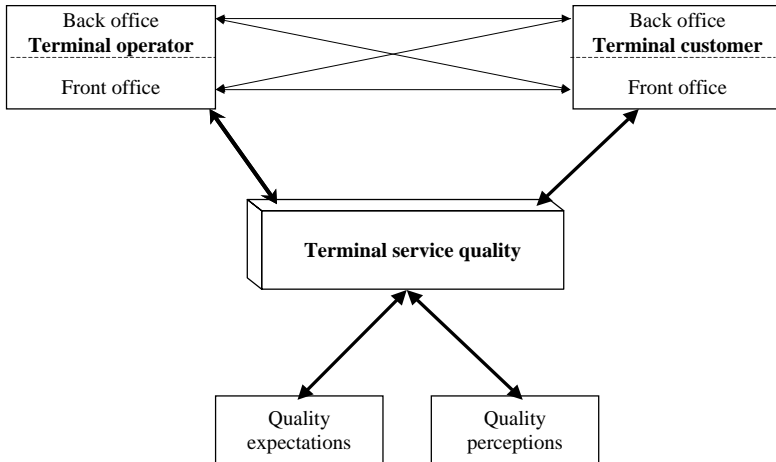 Back office
Terminal operator
Front office
Back office
Terminal customer
Front office
Terminal service quality
Quality
expectations
Quality
perceptions